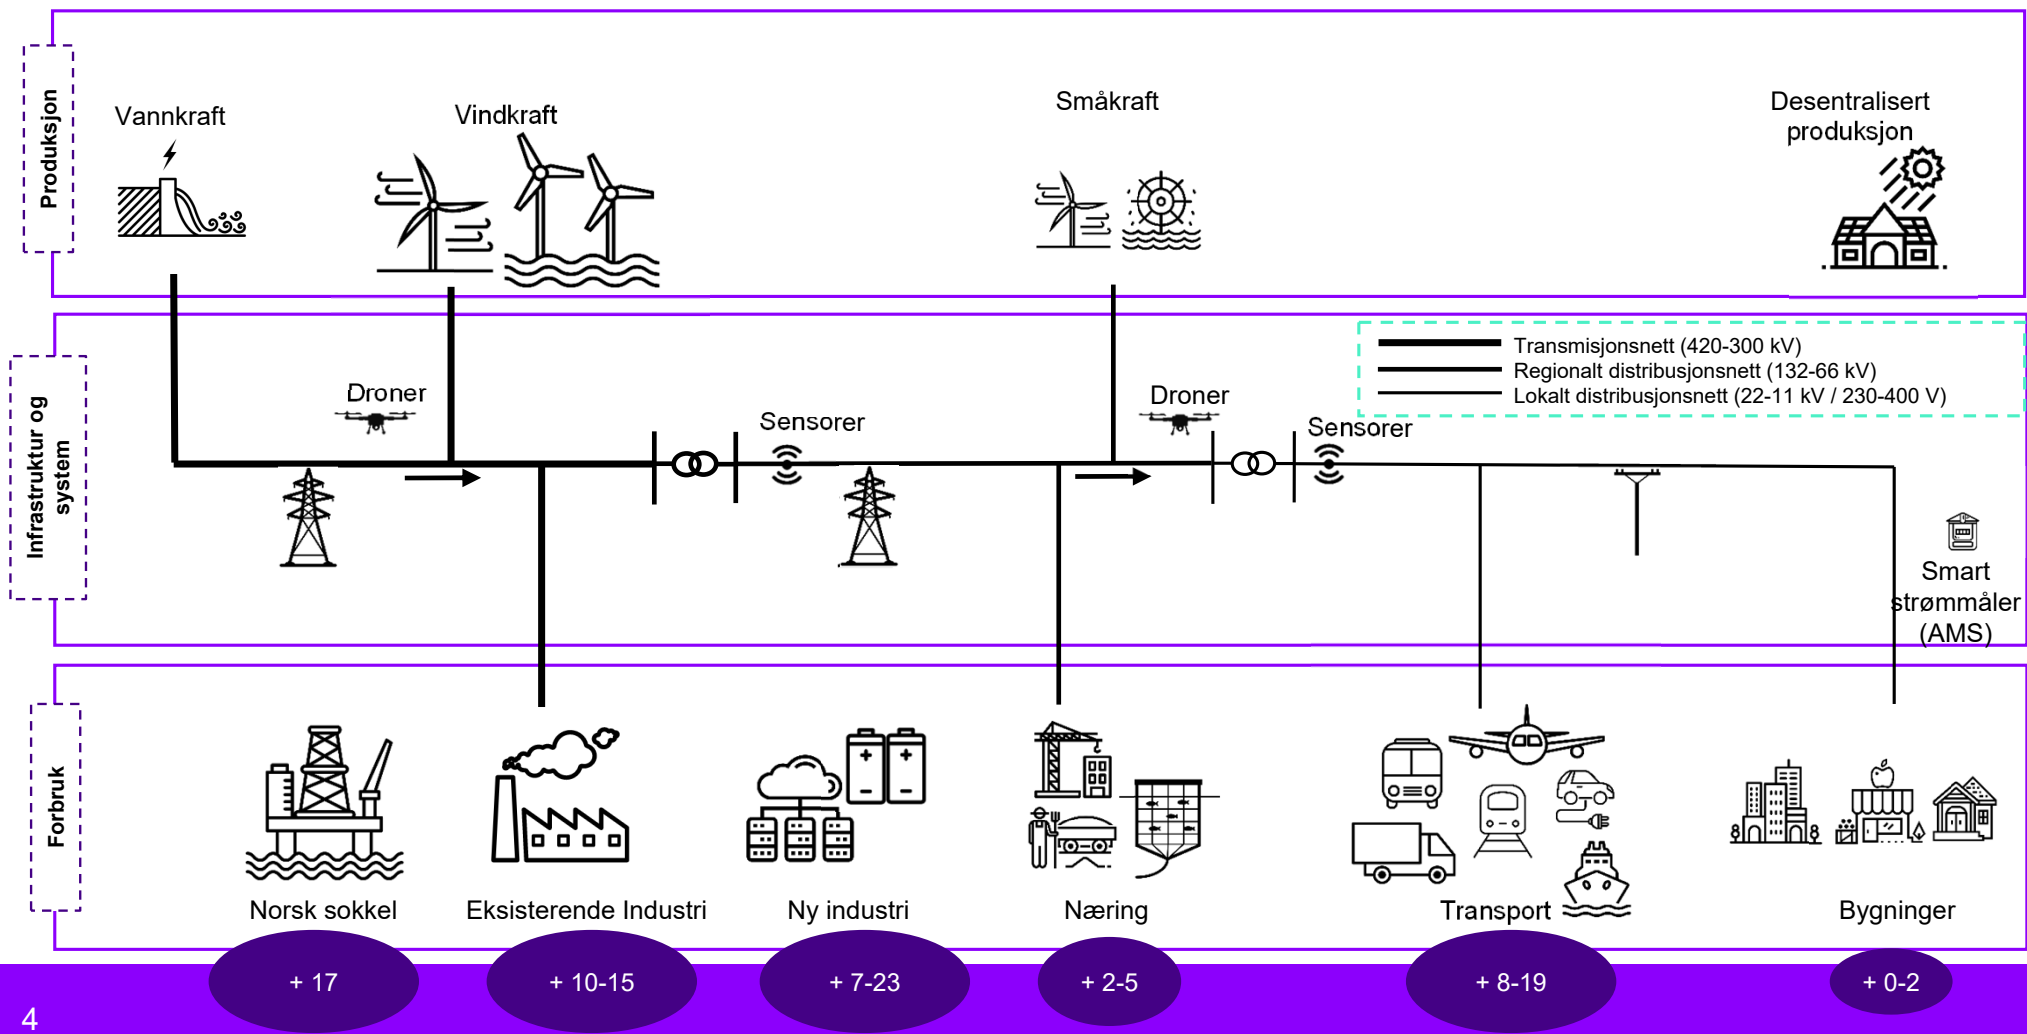 Produksjon
Vannkraft
Vindkraft
Småkraft
Desentralisert
produksjon
Infrastruktur og
system
Transmisjonsnett (420-300 kV)
Regionalt distribusjonsnett (132-66 kV)
Lokalt distribusjonsnett (22-11 kV / 230-400 V)
Droner
Sensorer
Droner
Sensorer
Smart
strømmåler
(AMS)
Forbruk
Norsk sokkel
Eksisterende Industri
Ny industri
Næring
Transport
Bygninger
+ 17
+ 10-15
+ 7-23
+ 2-5
+ 8-19
+ 0-2
4